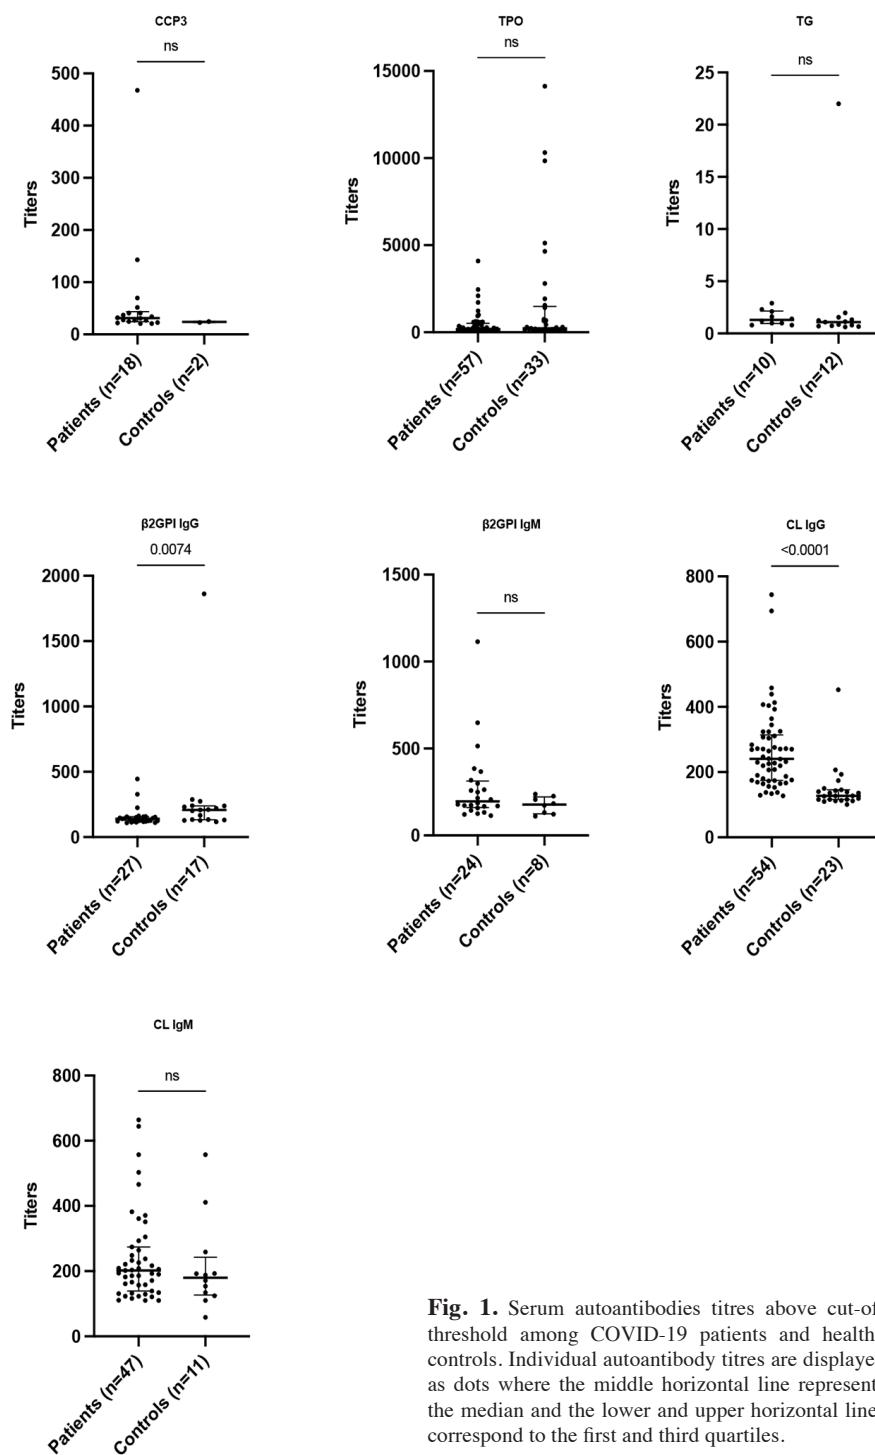 CCP3
ns
500
400
300
200
100
0
Titers
Patients (n=18)
Controls (n=2)
TPO
ns
15000
10000
5000
0
Titers
Patients (n=57)
Controls (n=33)
TG
ns
25
20
15
10
5
0
Titers
Patients (n=10)
Controls (n=12)
β2GPI IgG
0.0074
2000
1500
1000
500
0
Titers
Patients (n=27)
Controls (n=17)
β2GPI IgM
ns
1500
1000
500
0
Titers
Patients (n=24)
Controls (n=8)
CL IgG
<0.0001
800
600
400
200
0
Titers
Patients (n=54)
Controls (n=23)
CL IgM
ns
800
600
400
200
0
Titers
Patients (n=47)
Controls (n=11)
Fig. 1. Serum autoantibodies titres above cut-of
threshold among COVID-19 patients and health
controls. Individual autoantibody titres are displaye
as dots where the middle horizontal line represent
the median and the lower and upper horizontal line
correspond to the first and third quartiles.